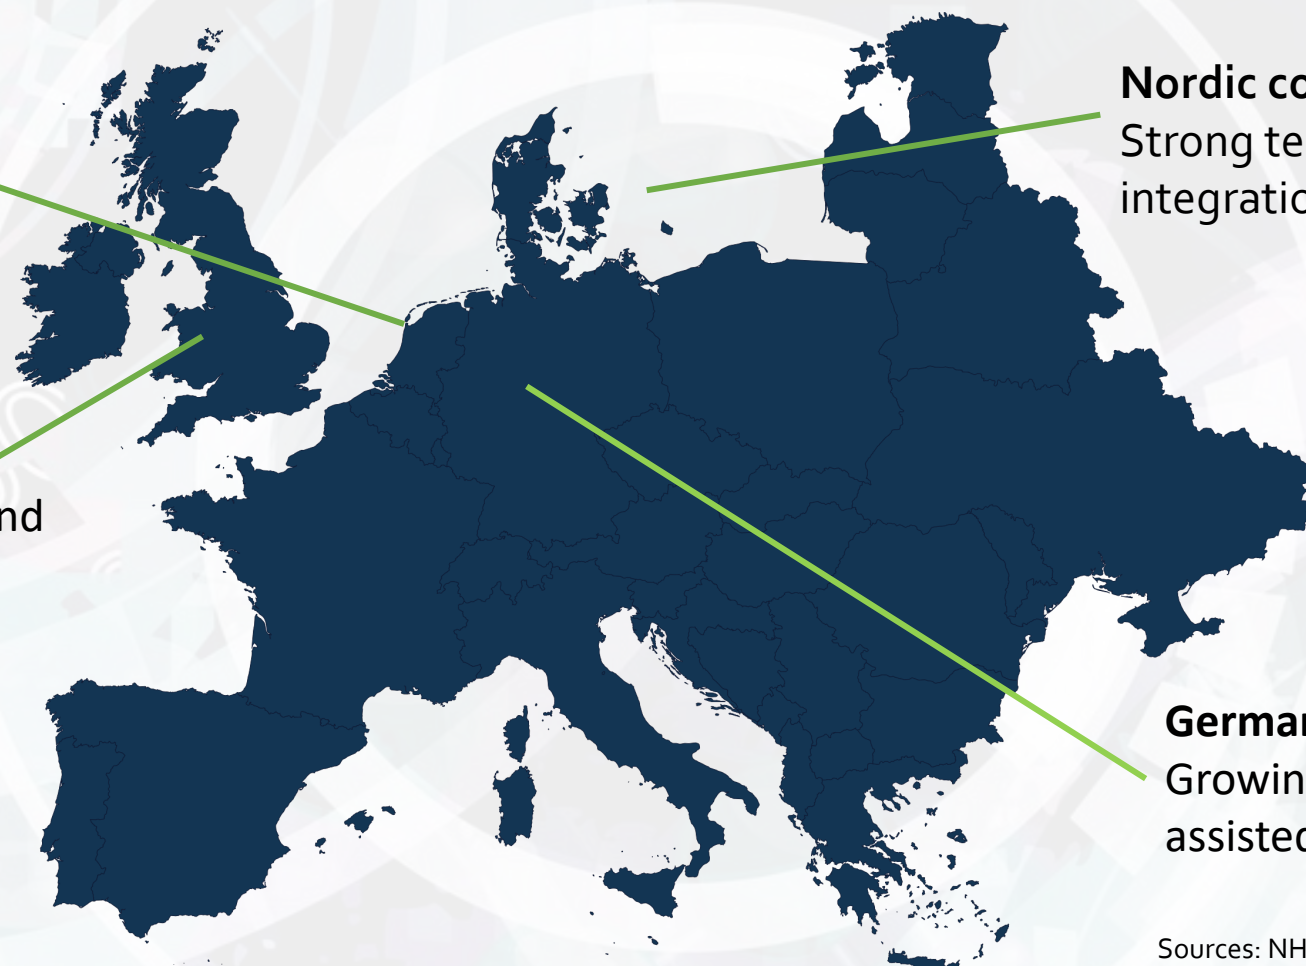 Nordic co
Strong te
integratio
nd
Germa
Growin
assisted
Sources: NH